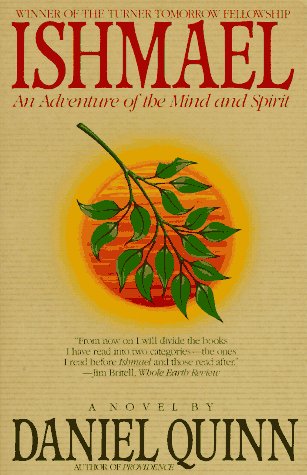 WINNER OF THE TURNER TOMORROW FELLOWSHIP
ISHMAEL
An Adventure of the Mind and Spirit
"From now on I will divide the books
I have read into two categories—the ones
I read before Ishmael and those read after."
—Jim Britell, Whole Earth Review
A NOVEL BY
DANIEL QUINN
AUTHOR OF PROVIDENCE